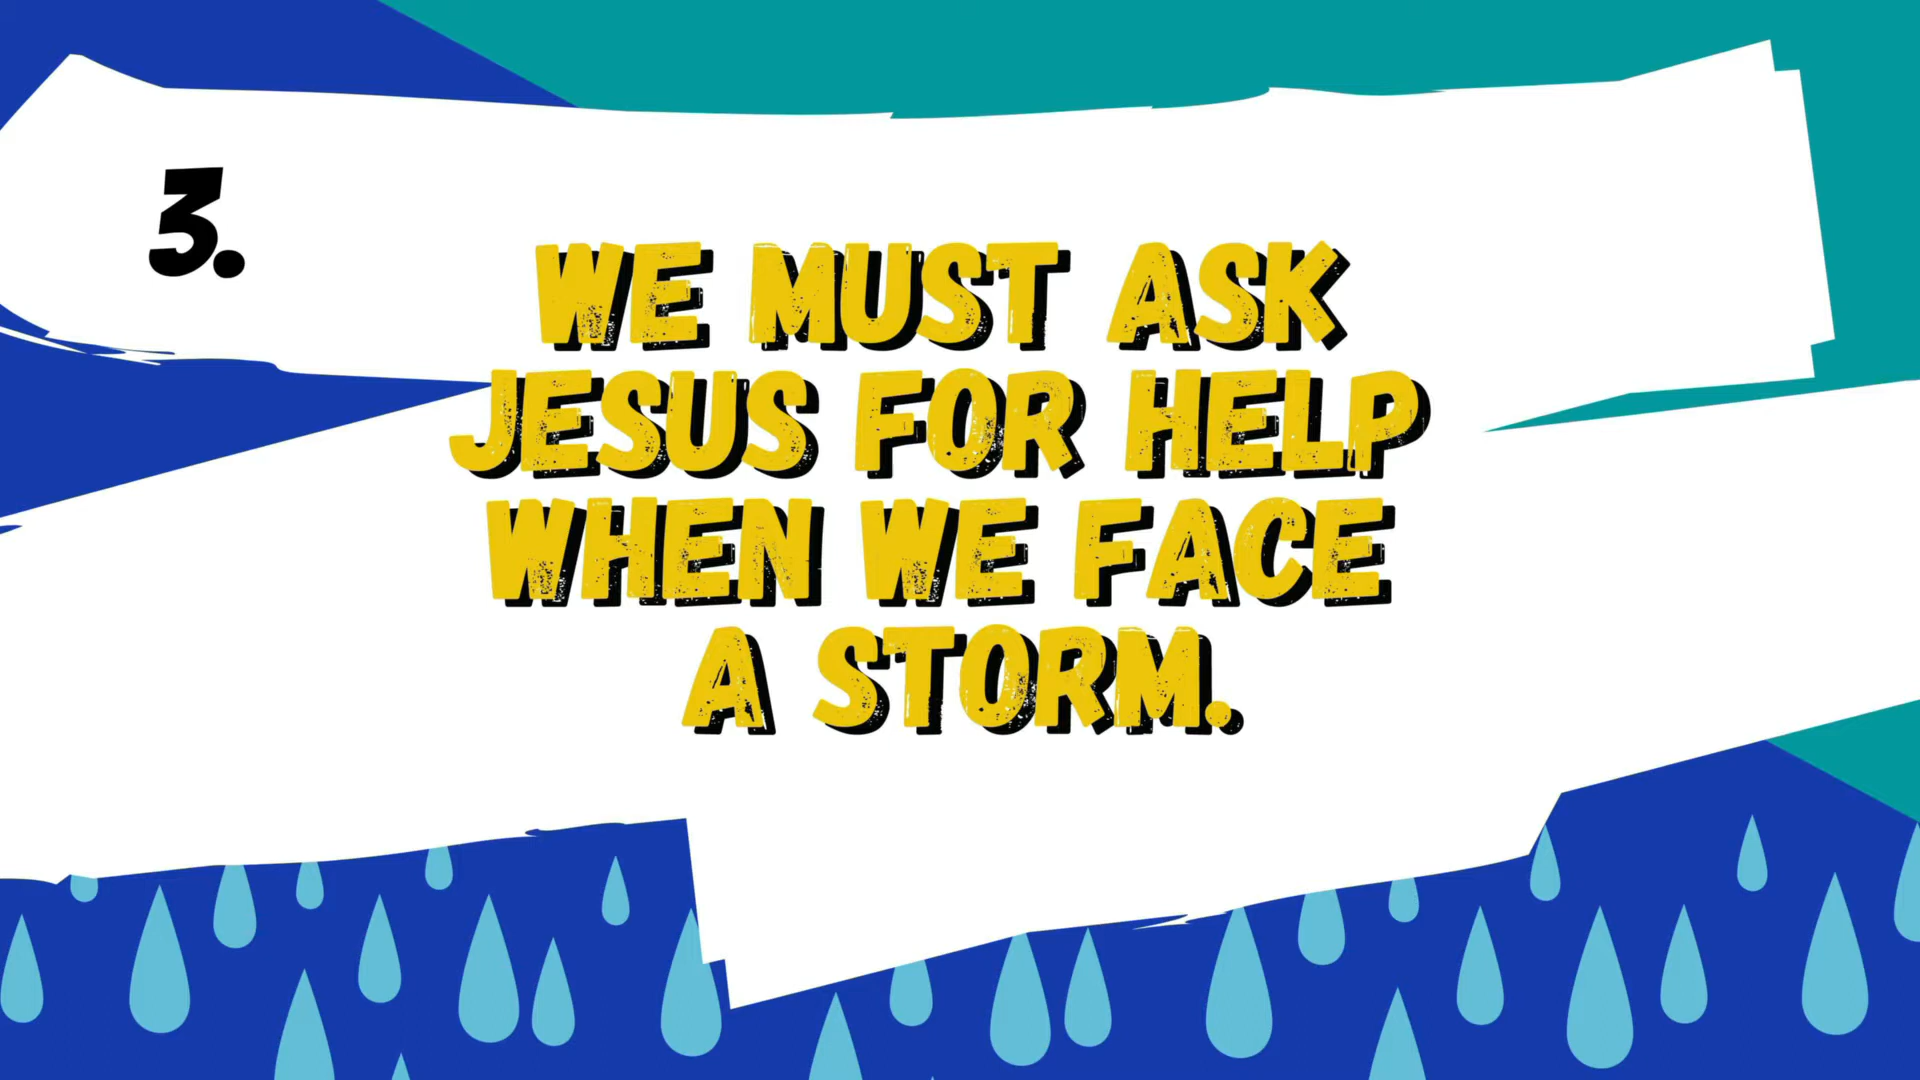 3.
WE MUST ASK
JESUS FOR HELP
WHEN WE FACE
A STORM.